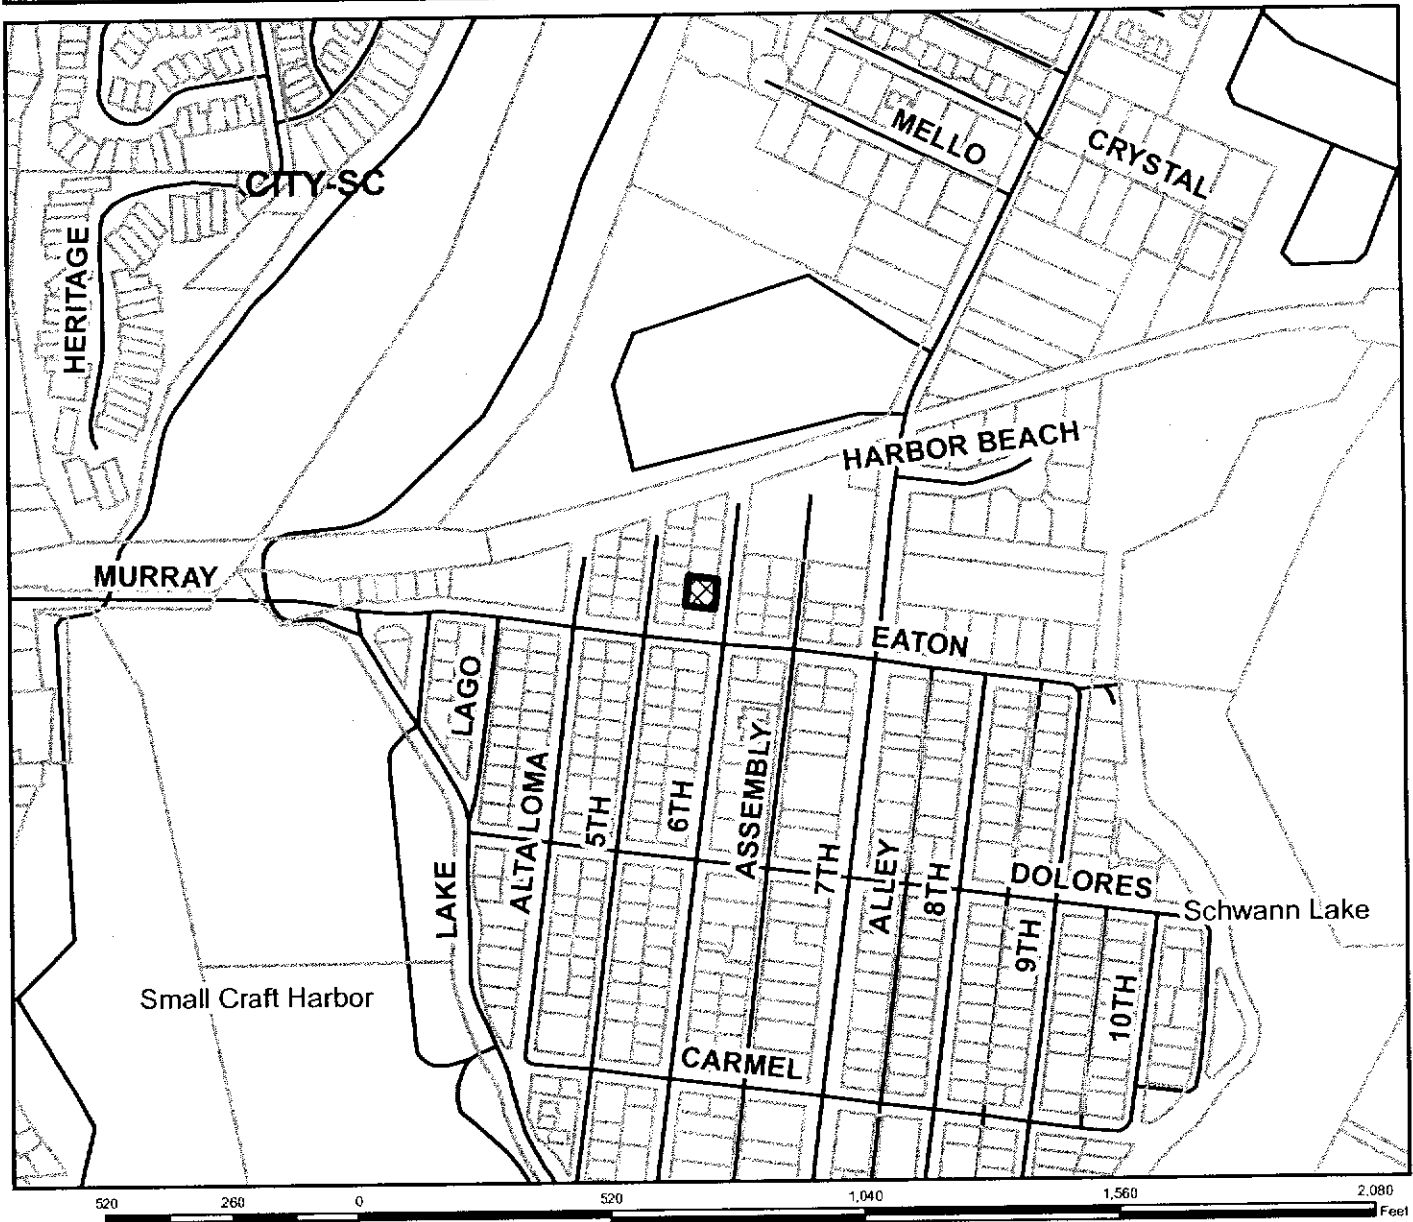 MELLO
CRYSTAL
CITY-SC
HERITAGE
HARBOR BEACH
MURRAY
EATON
LAGO
ALTA LOMA
5TH
6TH
ASSEMBLY
7TH
ALLEY
8TH
DOLORES
Schwann Lake
LAKE
9TH
10TH
Small Craft Harbor
CARMEL
520 260 0 520 1,040 1,560 2,080
Feet